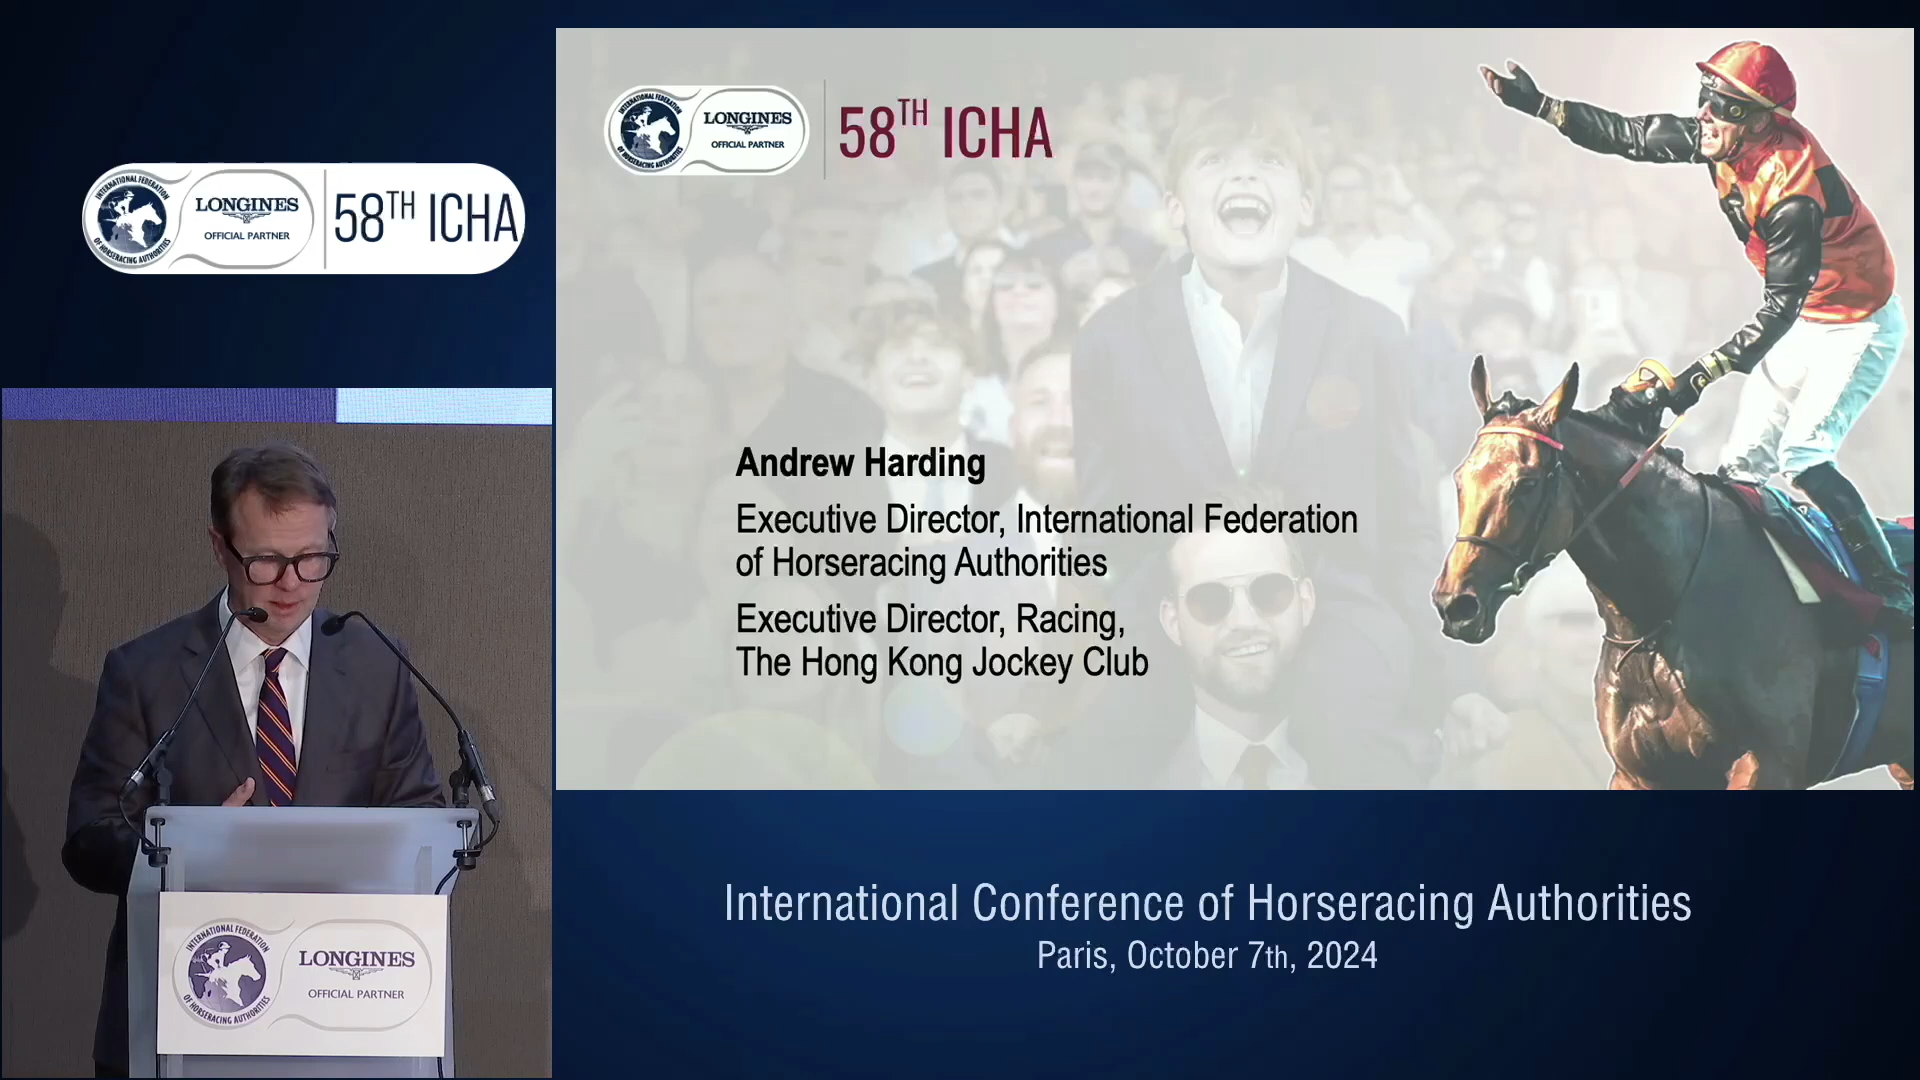 INTERNATIONAL FEDERATION
OF HORSERACING AUTHORITIES
LONGINES
OFFICIAL PARTNER
58TH ICHA
INTERNATIONAL FEDERATION
OF HORSERACING AUTHORITIES
LONGINES
OFFICIAL PARTNER
58TH ICHA
Andrew Harding
Executive Director, International Federation
of Horseracing Authorities
Executive Director, Racing,
The Hong Kong Jockey Club
INTERNATIONAL FEDERATION
OF HORSERACING AUTHORITIES
LONGINES
OFFICIAL PARTNER
International Conference of Horseracing Authorities
Paris, October 7th, 2024